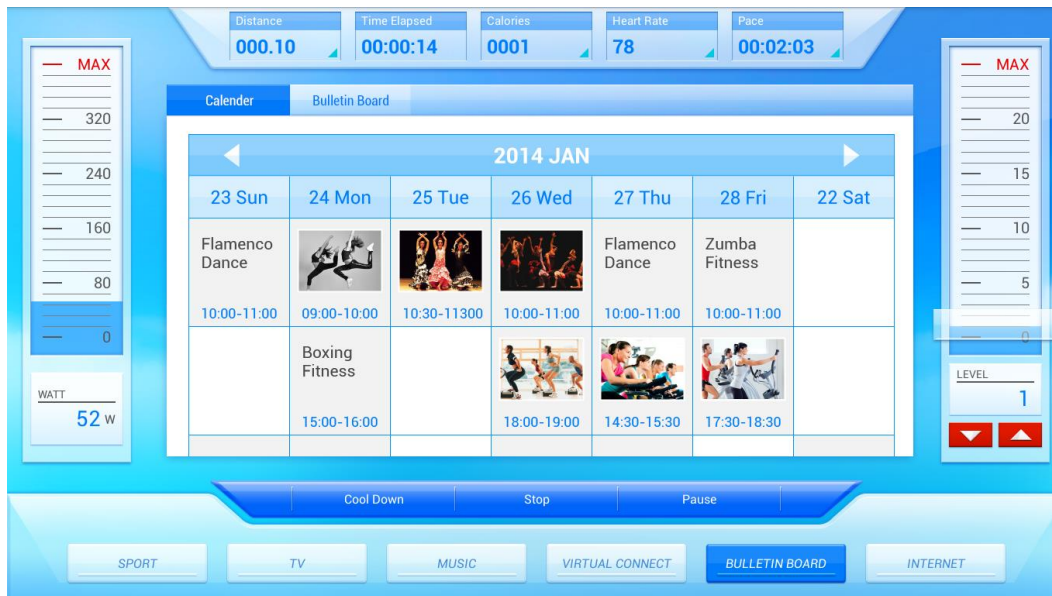 Distance
Time Elapsed
Calories
Heart Rate
Pace
000.10
00:00:14
0001
78
00:02:03
MAX
320
240
160
80
0
WATT
52 W
Calender
Bulletin Board
2014 JAN
23 Sun
24 Mon
25 Tue
26 Wed
27 Thu
28 Fri
22 Sat
Flamenco
Dance
10:00-11:00
09:00-10:00
10:30-11300
10:00-11:00
Flamenco
Dance
10:00-11:00
Zumba
Fitness
10:00-11:00
Boxing
Fitness
15:00-16:00
18:00-19:00
14:30-15:30
17:30-18:30
MAX
20
15
10
5
0
LEVEL
1
Cool Down
Stop
Pause
SPORT
TV
MUSIC
VIRTUAL CONNECT
BULLETIN BOARD
INTERNET